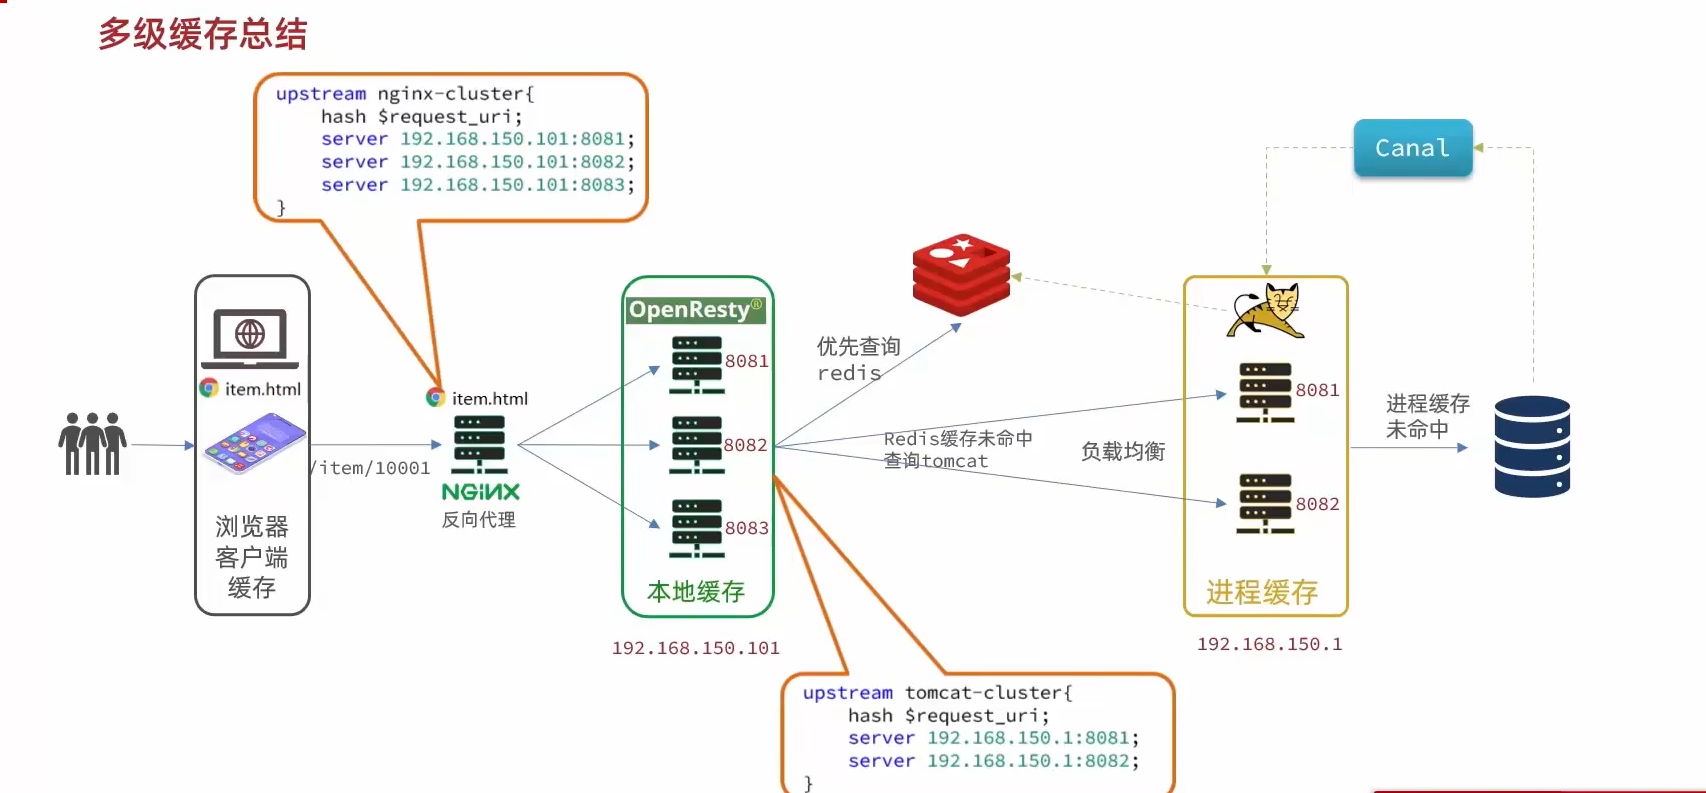 多级缓存总结
upstream nginx-cluster{
hash $request_uri;
server 192.168.150.101:8081;
server 192.168.150.101:8082;
server 192.168.150.101:8083;
}
Canal
OpenResty®
8081
8082
8083
本地缓存
192.168.150.101
item.html
浏览器
客户端
缓存
/item/10001
item.html
NGINX
反向代理
优先查询
redis
Redis缓存未命中
查询tomcat
负载均衡
8081
8082
进程缓存
192.168.150.1
进程缓存
未命中
upstream tomcat-cluster{
hash $request_uri;
server 192.168.150.1:8081;
server 192.168.150.1:8082;
}